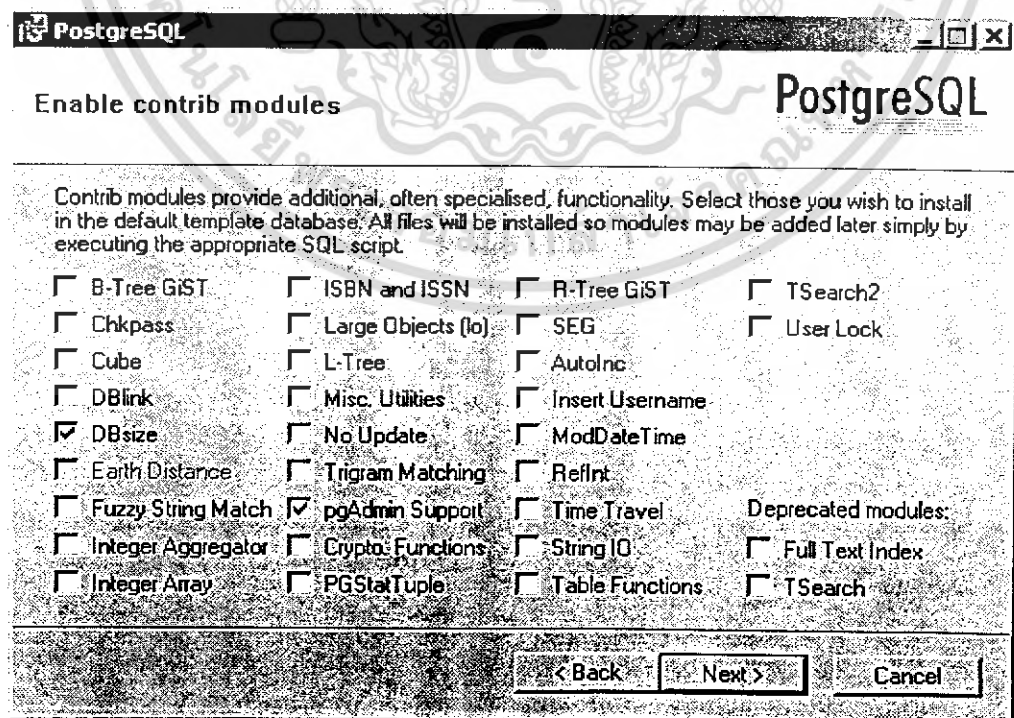 PostgreSQL
Enable contrib modules
PostgreSQL
Contrib modules provide additional, often specialised, functionality. Select those you wish to install
in the default template database. All files will be installed so modules may be added later simply by
executing the appropriate SQL script.
B-Tree GiST
ISBN and ISSN
R-Tree GiST
TSearch2
Chkpass
Large Objects (lo)
SEG
User Lock
Cube
L-Tree
AutoInc
DBlink
Misc. Utilities
Insert Username
DBsize
No Update
ModDateTime
Earth Distance
Trigram Matching
RefInt
Fuzzy String Match
pgAdmin Support
Time Travel
Deprecated modules:
Integer Aggregator
Crypto. Functions
String IO
Full Text Index
Integer Array
PGStatTuple
Table Functions
TSearch
< Back
Next >
Cancel